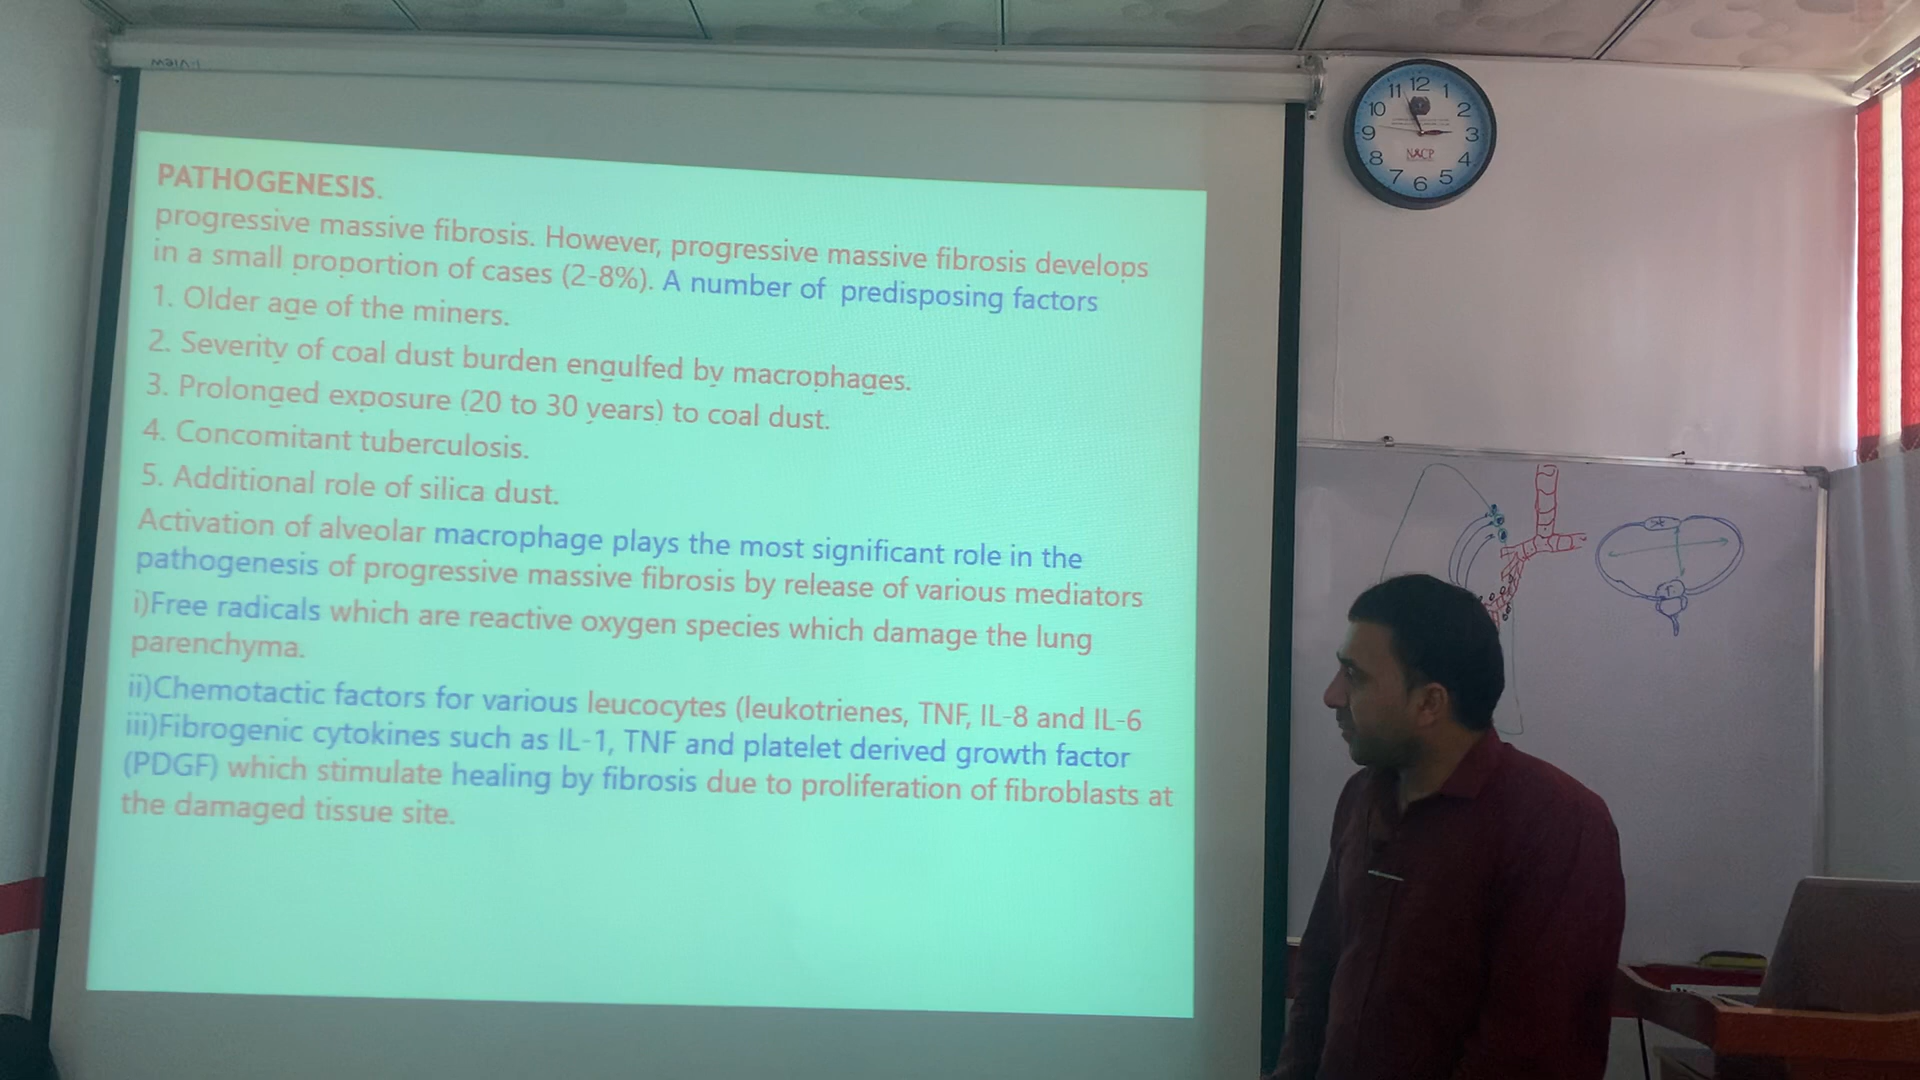 PATHOGENESIS.
progressive massive fibrosis. However, progressive massive fibrosis develops
in a small proportion of cases (2-8%). A number of predisposing factors
1. Older age of the miners.
2. Severity of coal dust burden engulfed by macrophages.
3. Prolonged exposure (20 to 30 years) to coal dust.
4. Concomitant tuberculosis.
5. Additional role of silica dust.
Activation of alveolar macrophage plays the most significant role in the
pathogenesis of progressive massive fibrosis by release of various mediators
i)Free radicals which are reactive oxygen species which damage the lung
parenchyma.
ii)Chemotactic factors for various leucocytes (leukotrienes, TNF, IL-8 and IL-6
iii)Fibrogenic cytokines such as IL-1, TNF and platelet derived growth factor
(PDGF) which stimulate healing by fibrosis due to proliferation of fibroblasts at
the damaged tissue site.
12 1 2 3 4 5 6 7 8 9 10 11